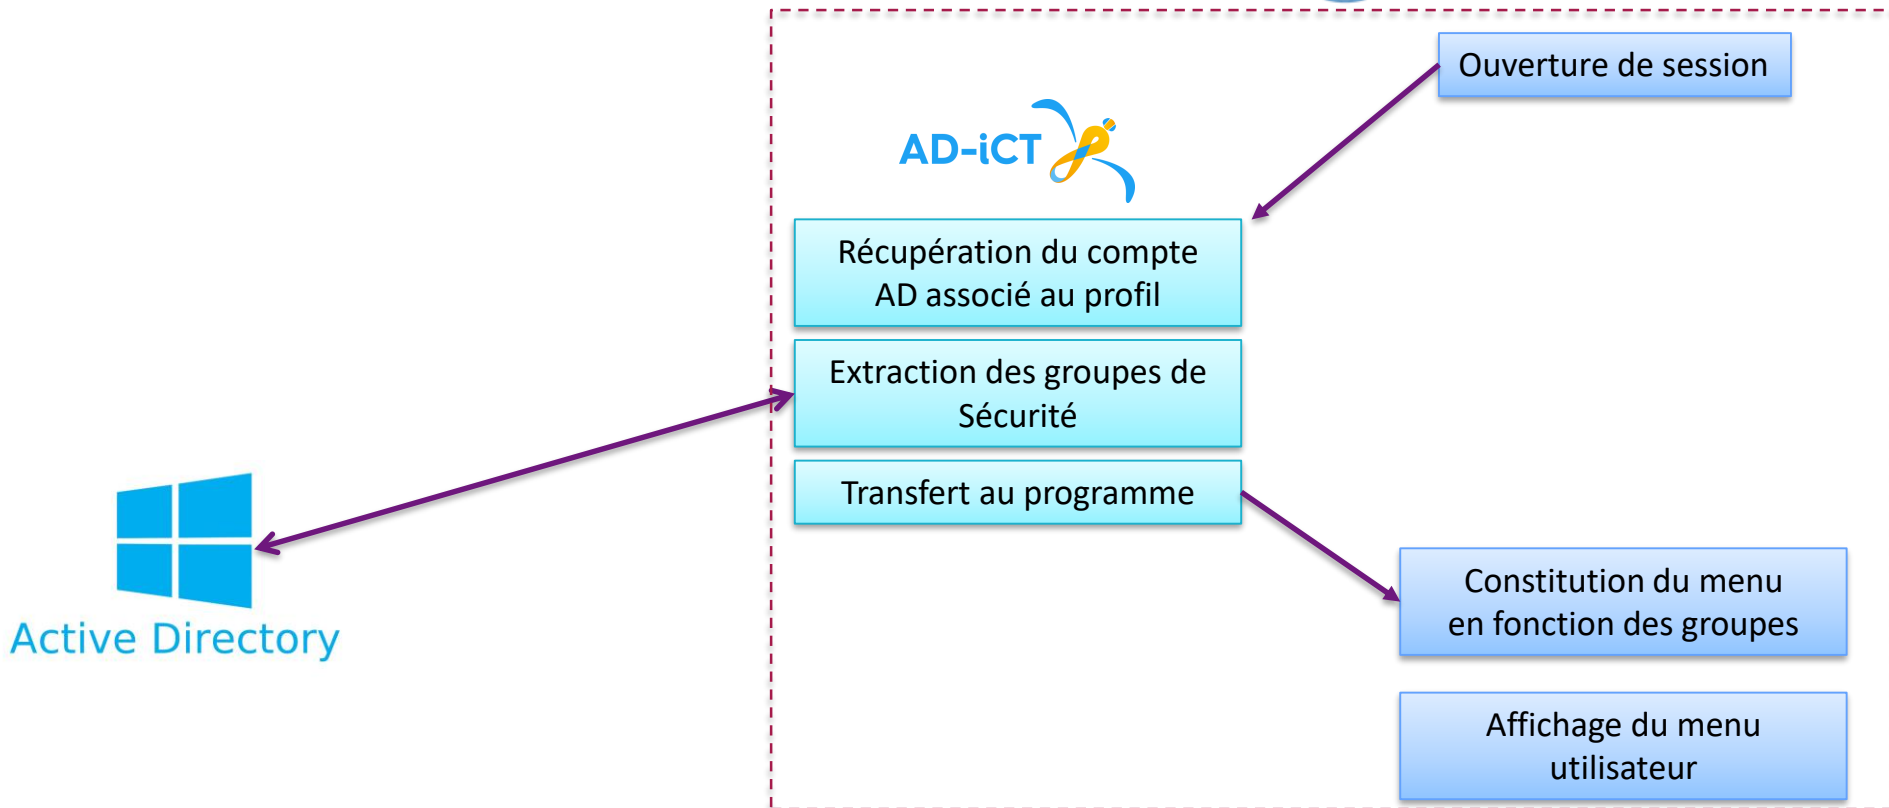 Ouverture de session
AD-iCT
Récupération du compte
AD associé au profil
Extraction des groupes de
Sécurité
Transfert au programme
Active Directory
Constitution du menu
en fonction des groupes
Affichage du menu
utilisateur